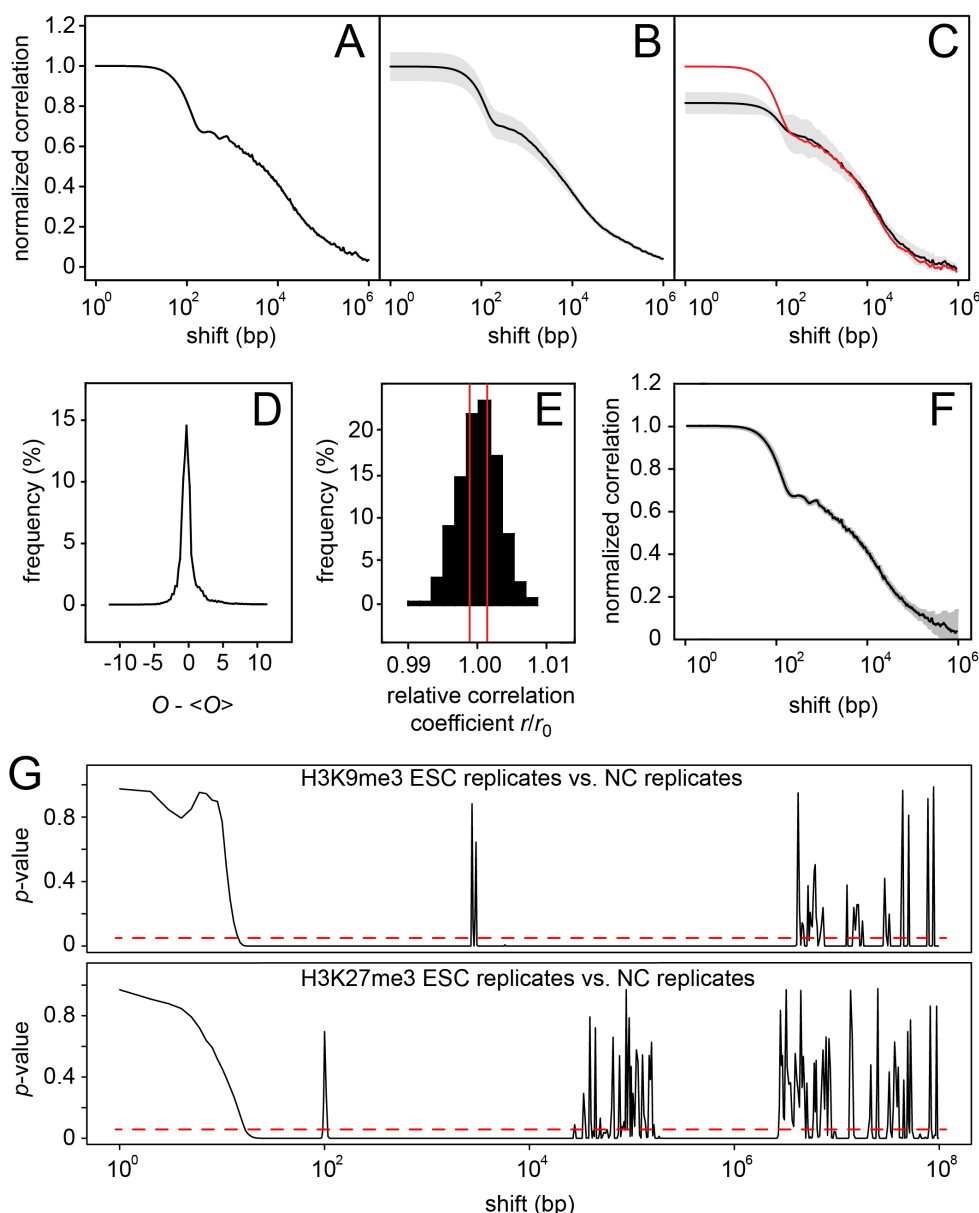 A
B
C
normalized correlation
1.2
1.0
0.8
0.6
0.4
0.2
0
10^0 10^2 10^4 10^6
10^0 10^2 10^4 10^6
10^0 10^2 10^4 10^6
shift (bp)
shift (bp)
shift (bp)
D
frequency (%)
15
10
5
0
-10 -5 0 5 10
O - <O>
E
frequency (%)
20
15
10
5
0
0.99 1.00 1.01
relative correlation
coefficient r/r_0
F
normalized correlation
1.2
1.0
0.8
0.6
0.4
0.2
0
10^0 10^2 10^4 10^6
shift (bp)
G
H3K9me3 ESC replicates vs. NC replicates
p-value
0.8
0.4
0
H3K27me3 ESC replicates vs. NC replicates
p-value
0.8
0.4
0
10^0 10^2 10^4 10^6 10^8
shift (bp)